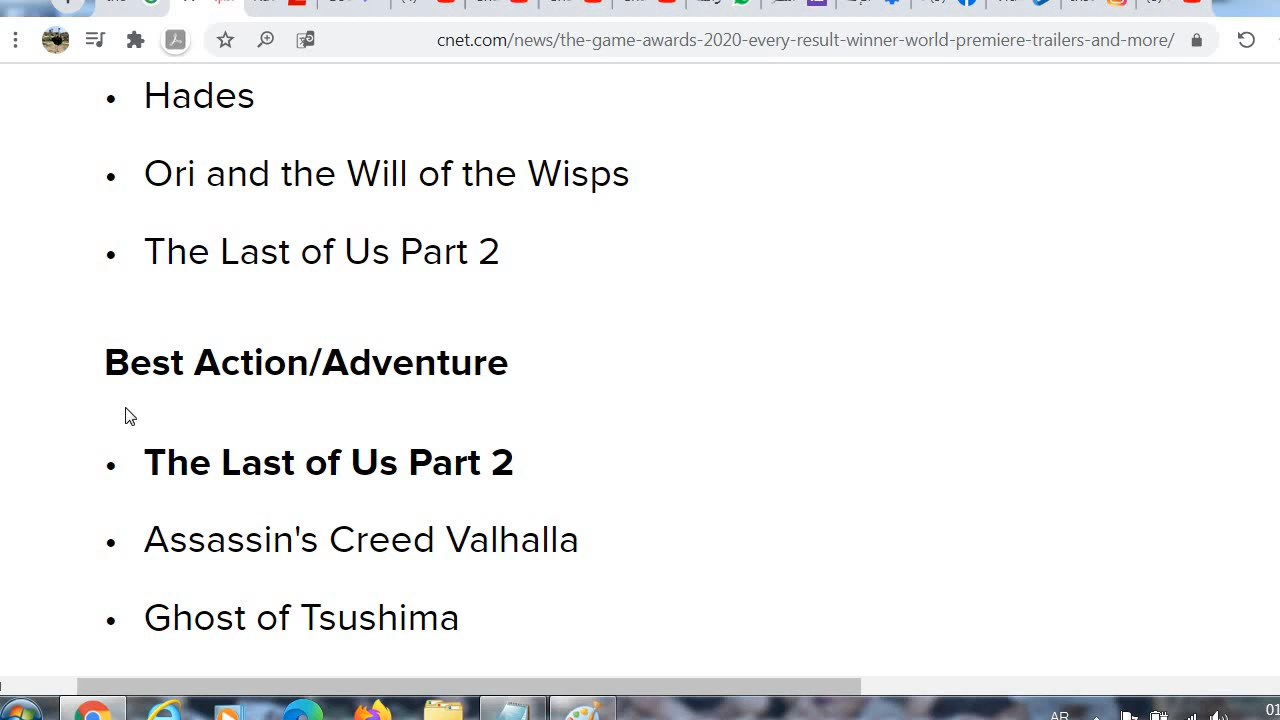 cnet.com/news/the-game-awards-2020-every-result-winner-world-premiere-trailers-and-more/
• Hades
• Ori and the Will of the Wisps
• The Last of Us Part 2
Best Action/Adventure
• The Last of Us Part 2
• Assassin's Creed Valhalla
• Ghost of Tsushima
AR
01